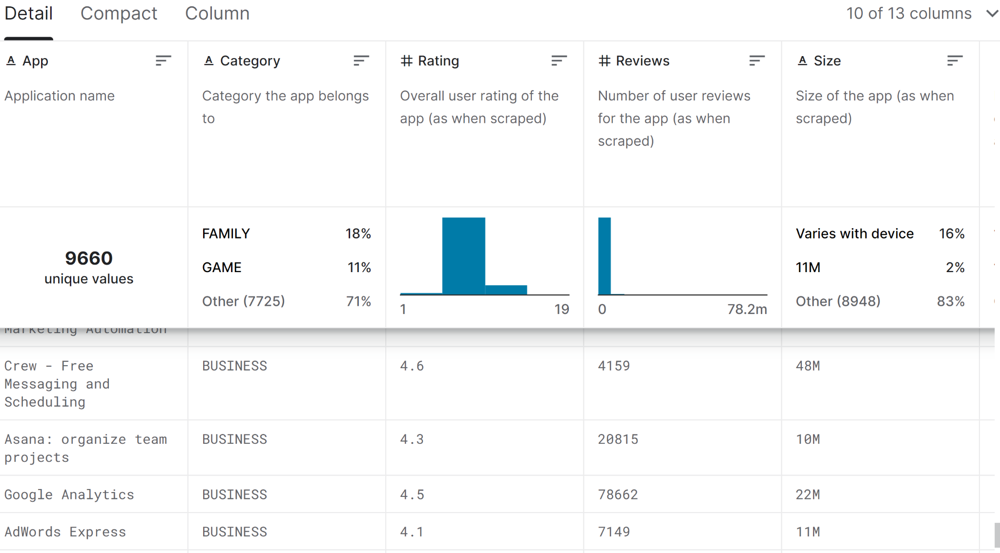 Detail Compact Column 10 of 13 columns
A App A Category # Rating # Reviews A Size
Application name
Category the app belongs
to
Overall user rating of the
app (as when scraped)
Number of user reviews
for the app (as when
scraped)
Size of the app (as when
scraped)
9660
unique values
FAMILY 18%
GAME 11%
Other (7725) 71%
1 19
0 78.2m
Varies with device 16%
11M 2%
Other (8948) 83%
Marketing Automation
Crew - Free
Messaging and
Scheduling
BUSINESS
4.6
4159
48M
Asana: organize team
projects
BUSINESS
4.3
20815
10M
Google Analytics
BUSINESS
4.5
78662
22M
AdWords Express
BUSINESS
4.1
7149
11M